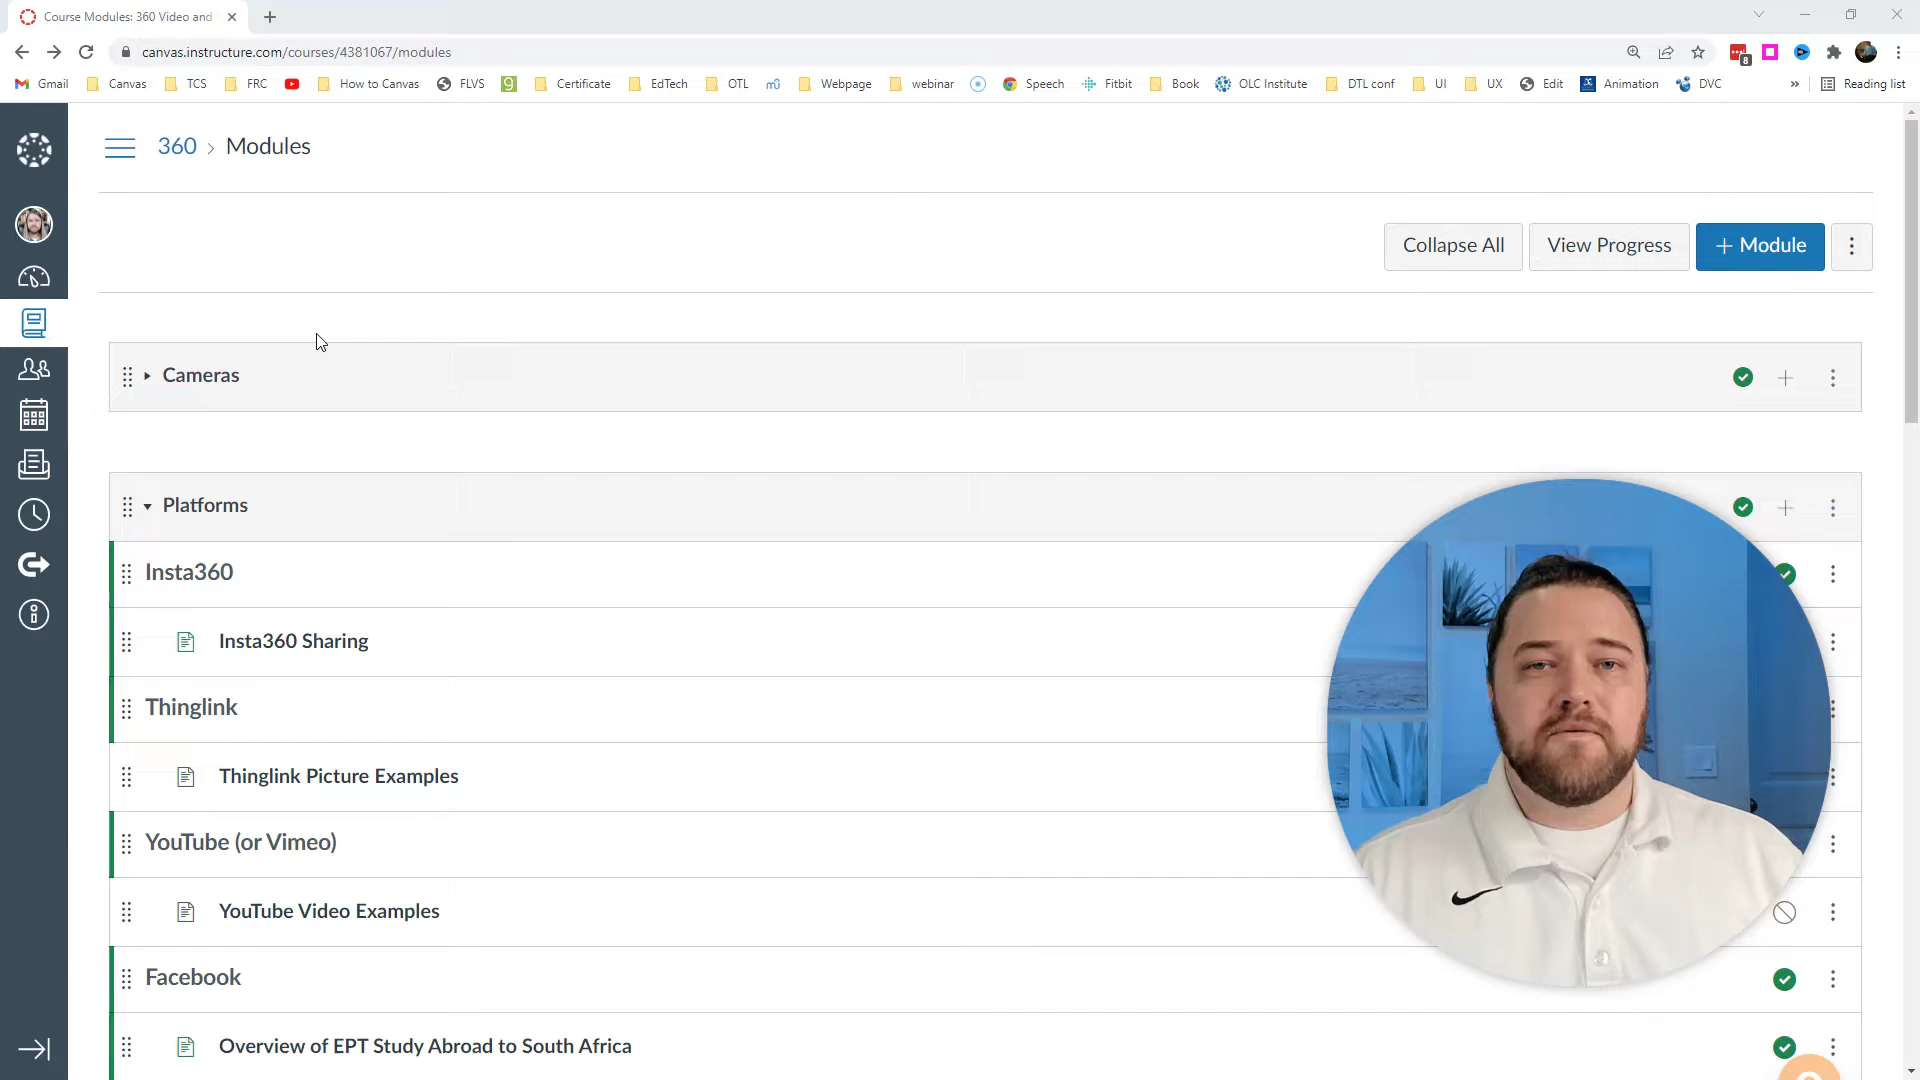 Course Modules: 360 Video and
canvas.instructure.com/courses/4381067/modules
8
Gmail Canvas TCS FRC How to Canvas FLVS Certificate EdTech OTL Webpage webinar Speech Fitbit Book OLC Institute DTL conf UI UX Edit Animation DVC » Reading list
360 › Modules
Collapse All View Progress + Module
Cameras
Platforms
Insta360
Insta360 Sharing
Thinglink
Thinglink Picture Examples
YouTube (or Vimeo)
YouTube Video Examples
Facebook
Overview of EPT Study Abroad to South Africa